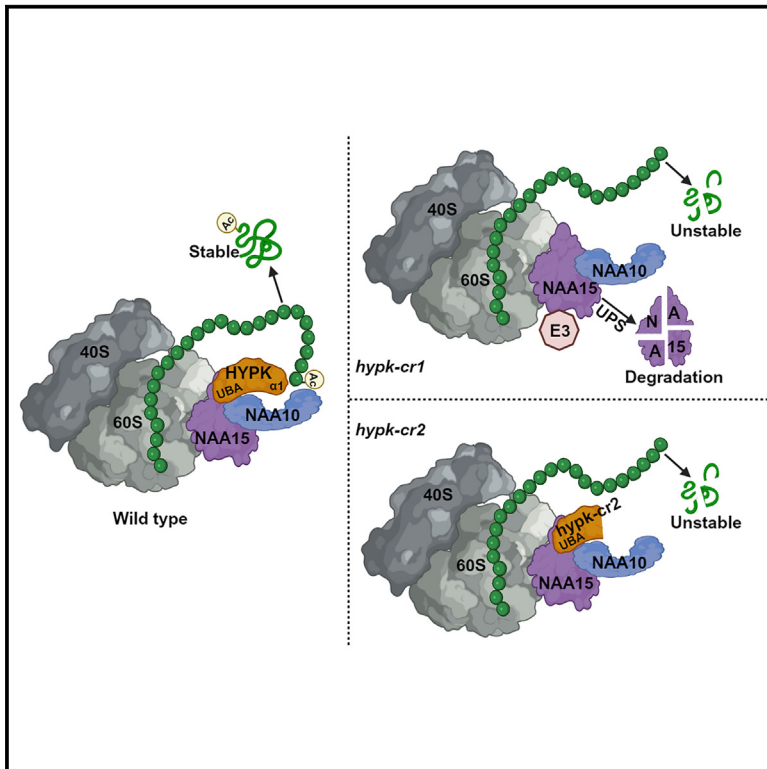 Ac
Stable
40S
HYPK
UBA
α1
Ac
60S
NAA10
NAA15
Wild type
40S
Unstable
60S
NAA10
NAA15
UPS
E3
N
A
A
15
Degradation
hypk-cr1
hypk-cr2
40S
hypk-cr2
UBA
Unstable
60S
NAA10
NAA15